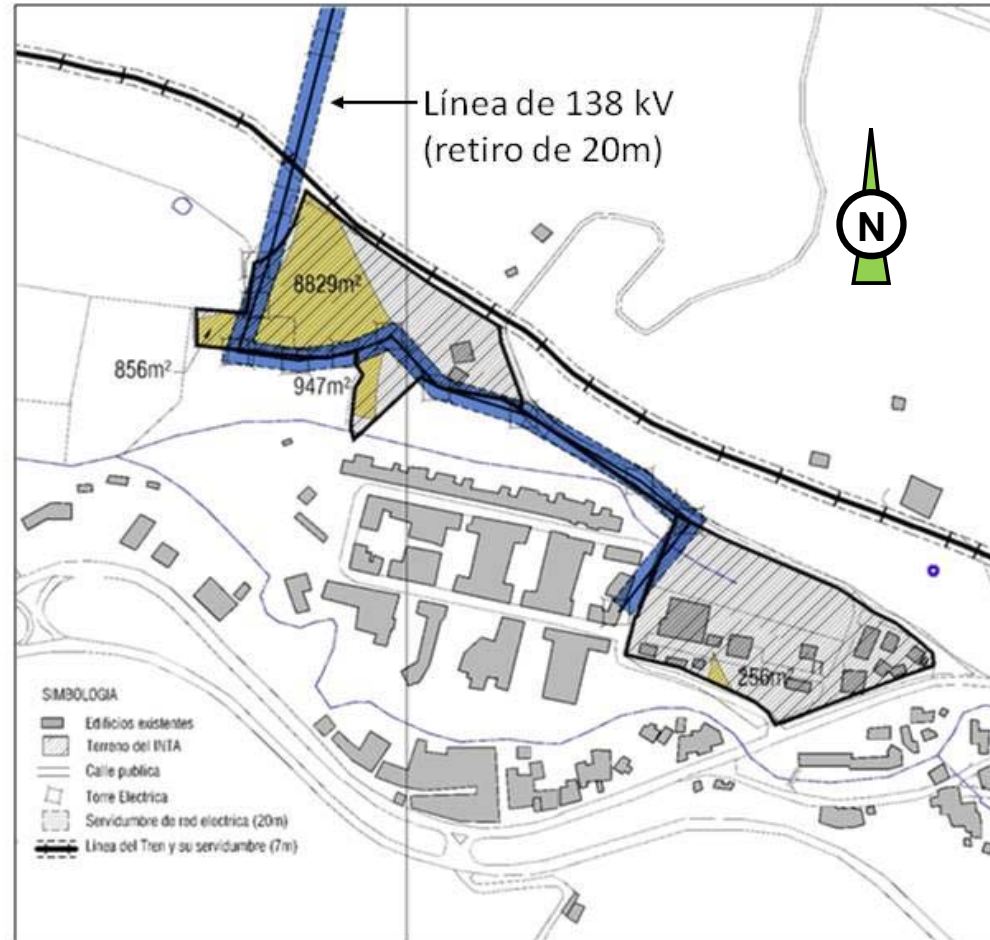 Línea de 138 kV
(retiro de 20m)
N
8829m²
856m²
947m²
256m²
SIMBOLOGIA
Edificios existentes
Terreno del INTA
Calle publica
Torre Electrica
Servidumbre de red electrica (20m)
Línea del Tren y su servidumbre (7m)